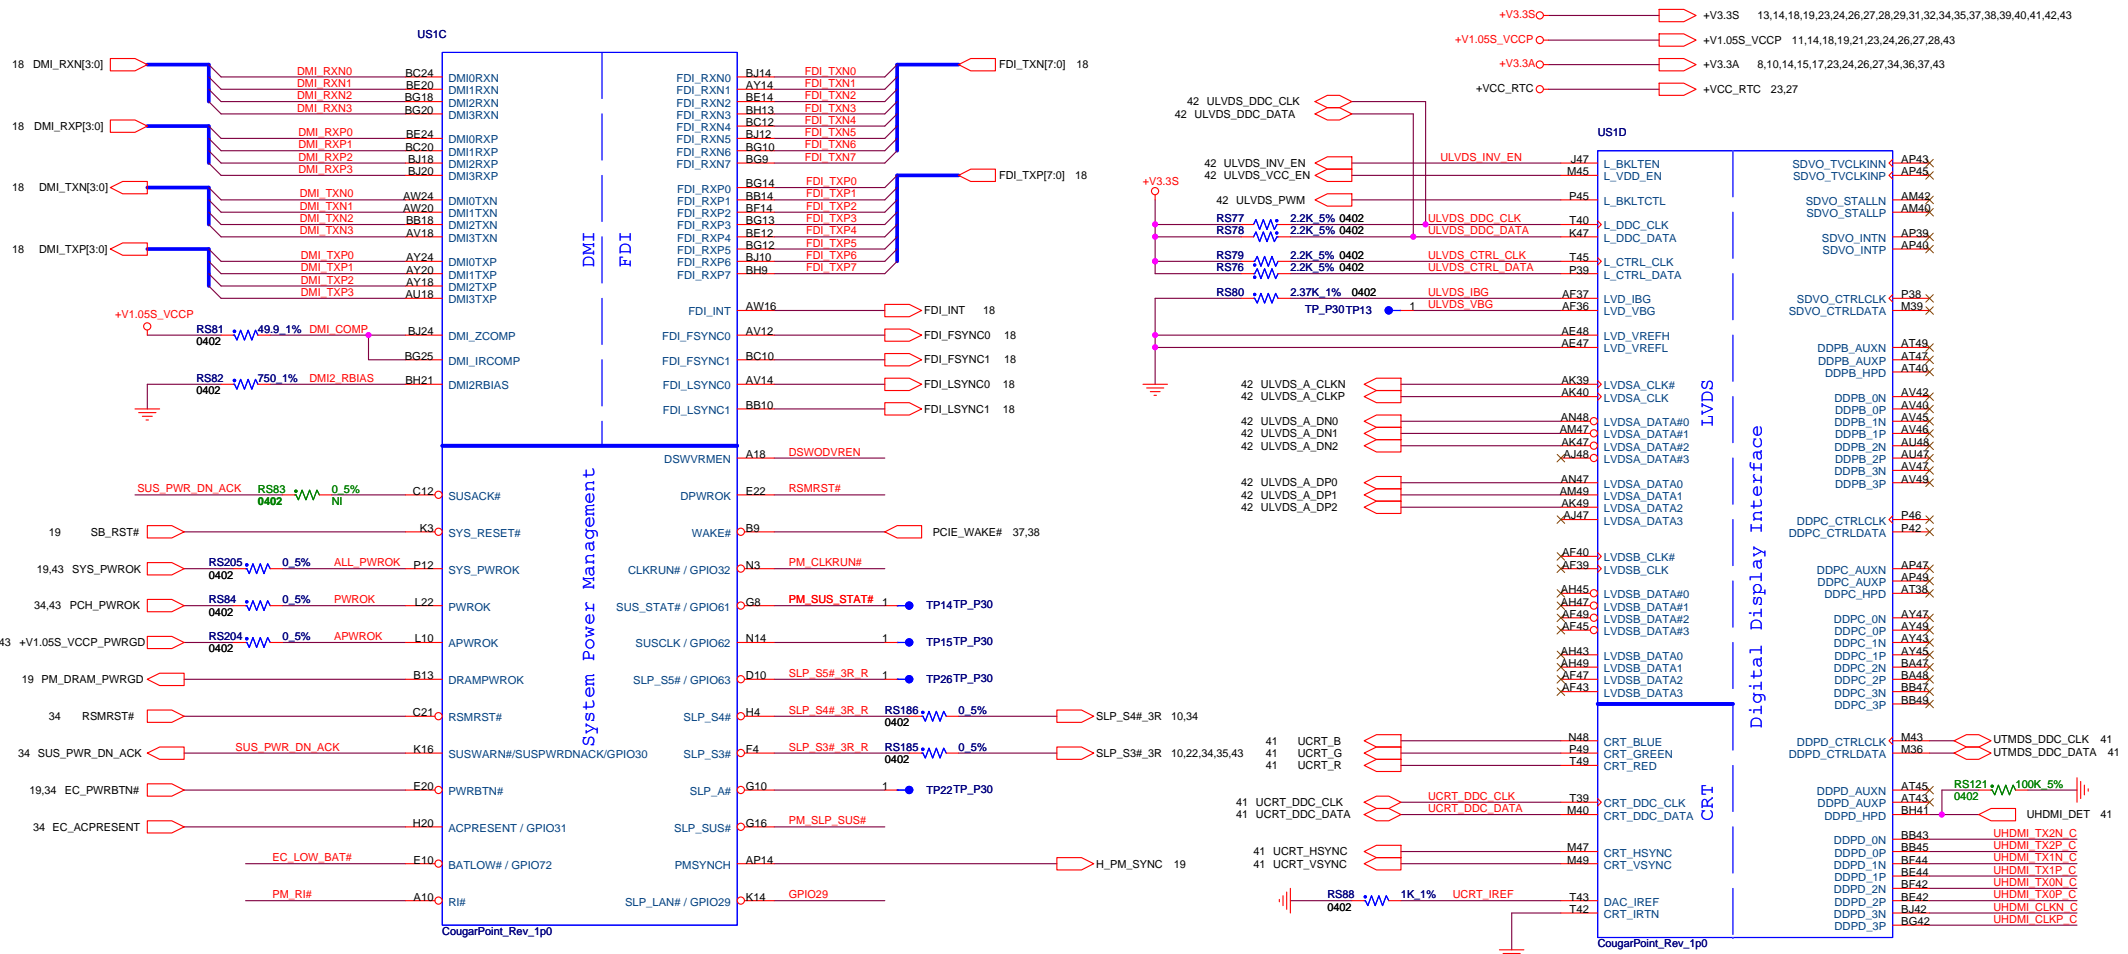 US1C
18 DMI_RXN[3:0]
DMI_RXN0 BC24 DMI0RXN
DMI_RXN1 BE20 DMI1RXN
DMI_RXN2 BG18 DMI2RXN
DMI_RXN3 BG20 DMI3RXN
18 DMI_RXP[3:0]
DMI_RXP0 BE24 DMI0RXP
DMI_RXP1 BC20 DMI1RXP
DMI_RXP2 BJ18 DMI2RXP
DMI_RXP3 BJ20 DMI3RXP
18 DMI_TXN[3:0]
DMI_TXN0 AW24 DMI0TXN
DMI_TXN1 AW20 DMI1TXN
DMI_TXN2 BB18 DMI2TXN
DMI_TXN3 AV18 DMI3TXN
18 DMI_TXP[3:0]
DMI_TXP0 AY24 DMI0TXP
DMI_TXP1 AY20 DMI1TXP
DMI_TXP2 AY18 DMI2TXP
DMI_TXP3 AU18 DMI3TXP
+V1.05S_VCCP
RS81 49.9_1% DMI_COMP BJ24 DMI_ZCOMP
0402
BG25 DMI_IRCOMP
RS82 750_1% DMI2_RBIAS BH21 DMI2RBIAS
0402
DMI
FDI
FDI_RXN0 BJ14 FDI_TXN0 FDI_TXN[7:0] 18
FDI_RXN1 AY14 FDI_TXN1
FDI_RXN2 BE14 FDI_TXN2
FDI_RXN3 BH13 FDI_TXN3
FDI_RXN4 BC12 FDI_TXN4
FDI_RXN5 BJ12 FDI_TXN5
FDI_RXN6 BG10 FDI_TXN6
FDI_RXN7 BG9 FDI_TXN7
FDI_RXP0 BG14 FDI_TXP0 FDI_TXP[7:0] 18
FDI_RXP1 BB14 FDI_TXP1
FDI_RXP2 BF14 FDI_TXP2
FDI_RXP3 BG13 FDI_TXP3
FDI_RXP4 BE12 FDI_TXP4
FDI_RXP5 BG12 FDI_TXP5
FDI_RXP6 BJ10 FDI_TXP6
FDI_RXP7 BH9 FDI_TXP7
FDI_INT AW16 FDI_INT 18
FDI_FSYNC0 AV12 FDI_FSYNC0 18
FDI_FSYNC1 BC10 FDI_FSYNC1 18
FDI_LSYNC0 AV14 FDI_LSYNC0 18
FDI_LSYNC1 BB10 FDI_LSYNC1 18
System Power Management
SUS_PWR_DN_ACK RS83 0_5% C12 SUSACK#
0402 NI
19 SB_RST# K3 SYS_RESET#
19,43 SYS_PWROK RS205 0_5% ALL_PWROK P12 SYS_PWROK
0402
34,43 PCH_PWROK RS84 0_5% PWROK L22 PWROK
0402
43 +V1.05S_VCCP_PWRGD RS204 0_5% APWROK L10 APWROK
0402
19 PM_DRAM_PWRGD B13 DRAMPWROK
34 RSMRST# C21 RSMRST#
34 SUS_PWR_DN_ACK SUS_PWR_DN_ACK K16 SUSWARN#/SUSPWRDNACK/GPIO30
19,34 EC_PWRBTN# E20 PWRBTN#
34 EC_ACPRESENT H20 ACPRESENT / GPIO31
EC_LOW_BAT# E10 BATLOW# / GPIO72
PM_RI# A10 RI#
DSWVRMEN A18 DSWODVREN
DPWROK E22 RSMRST#
WAKE# B9 PCIE_WAKE# 37,38
CLKRUN# / GPIO32 N3 PM_CLKRUN#
SUS_STAT# / GPIO61 G8 PM_SUS_STAT# 1 TP14TP_P30
SUSCLK / GPIO62 N14 1 TP15TP_P30
SLP_S5# / GPIO63 D10 SLP_S5#_3R_R 1 TP26TP_P30
SLP_S4# H4 SLP_S4#_3R_R RS186 0_5% SLP_S4#_3R 10,34
0402
SLP_S3# F4 SLP_S3#_3R_R RS185 0_5% SLP_S3#_3R 10,22,34,35,43
0402
SLP_A# G10 1 TP22TP_P30
SLP_SUS# G16 PM_SLP_SUS#
PMSYNCH AP14 H_PM_SYNC 19
SLP_LAN# / GPIO29 K14 GPIO29
CougarPoint_Rev_1p0
+V3.3S +V3.3S 13,14,18,19,23,24,26,27,28,29,31,32,34,35,37,38,39,40,41,42,43
+V1.05S_VCCP +V1.05S_VCCP 11,14,18,19,21,23,24,26,27,28,43
+V3.3A +V3.3A 8,10,14,15,17,23,24,26,27,34,36,37,43
+VCC_RTC +VCC_RTC 23,27
US1D
42 ULVDS_DDC_CLK
42 ULVDS_DDC_DATA
42 ULVDS_INV_EN ULVDS_INV_EN J47 L_BKLTEN
42 ULVDS_VCC_EN M45 L_VDD_EN
+V3.3S
42 ULVDS_PWM P45 L_BKLTCTL
RS77 2.2K_5% 0402 ULVDS_DDC_CLK T40 L_DDC_CLK
RS78 2.2K_5% 0402 ULVDS_DDC_DATA K47 L_DDC_DATA
RS79 2.2K_5% 0402 ULVDS_CTRL_CLK T45 L_CTRL_CLK
RS76 2.2K_5% 0402 ULVDS_CTRL_DATA P39 L_CTRL_DATA
RS80 2.37K_1% 0402 ULVDS_IBG AF37 LVD_IBG
TP_P30TP13 1 ULVDS_VBG AF36 LVD_VBG
AE48 LVD_VREFH
AE47 LVD_VREFL
42 ULVDS_A_CLKN AK39 LVDSA_CLK#
42 ULVDS_A_CLKP AK40 LVDSA_CLK
42 ULVDS_A_DN0 AN48 LVDSA_DATA#0
42 ULVDS_A_DN1 AM47 LVDSA_DATA#1
42 ULVDS_A_DN2 AK47 LVDSA_DATA#2
AJ48 LVDSA_DATA#3
42 ULVDS_A_DP0 AN47 LVDSA_DATA0
42 ULVDS_A_DP1 AM49 LVDSA_DATA1
42 ULVDS_A_DP2 AK49 LVDSA_DATA2
AJ47 LVDSA_DATA3
AF40 LVDSB_CLK#
AF39 LVDSB_CLK
AH45 LVDSB_DATA#0
AH47 LVDSB_DATA#1
AF49 LVDSB_DATA#2
AF45 LVDSB_DATA#3
AH43 LVDSB_DATA0
AH49 LVDSB_DATA1
AF47 LVDSB_DATA2
AF43 LVDSB_DATA3
LVDS
Digital Display Interface
CRT
41 UCRT_B N48 CRT_BLUE
41 UCRT_G P49 CRT_GREEN
41 UCRT_R T49 CRT_RED
41 UCRT_DDC_CLK UCRT_DDC_CLK T39 CRT_DDC_CLK
41 UCRT_DDC_DATA UCRT_DDC_DATA M40 CRT_DDC_DATA
41 UCRT_HSYNC M47 CRT_HSYNC
41 UCRT_VSYNC M49 CRT_VSYNC
RS88 1K_1% UCRT_IREF T43 DAC_IREF
0402 T42 CRT_IRTN
SDVO_TVCLKINN AP43
SDVO_TVCLKINP AP45
SDVO_STALLN AM42
SDVO_STALLP AM40
SDVO_INTN AP39
SDVO_INTP AP40
SDVO_CTRLCLK P38
SDVO_CTRLDATA M39
DDPB_AUXN AT49
DDPB_AUXP AT47
DDPB_HPD AT40
DDPB_0N AV42
DDPB_0P AV40
DDPB_1N AV45
DDPB_1P AV46
DDPB_2N AU48
DDPB_2P AU47
DDPB_3N AV47
DDPB_3P AV49
DDPC_CTRLCLK P46
DDPC_CTRLDATA P42
DDPC_AUXN AP47
DDPC_AUXP AP49
DDPC_HPD AT38
DDPC_0N AY47
DDPC_0P AY49
DDPC_1N AY43
DDPC_1P AY45
DDPC_2N BA47
DDPC_2P BA48
DDPC_3N BB47
DDPC_3P BB49
DDPD_CTRLCLK M43 UTMDS_DDC_CLK 41
DDPD_CTRLDATA M36 UTMDS_DDC_DATA 41
DDPD_AUXN AT45 RS121 100K_5%
DDPD_AUXP AT43 0402
DDPD_HPD BH41 UHDMI_DET 41
DDPD_0N BB43 UHDMI_TX2N_C
DDPD_0P BB45 UHDMI_TX2P_C
DDPD_1N BF44 UHDMI_TX1N_C
DDPD_1P BE44 UHDMI_TX1P_C
DDPD_2N BF42 UHDMI_TX0N_C
DDPD_2P BE42 UHDMI_TX0P_C
DDPD_3N BJ42 UHDMI_CLKN_C
DDPD_3P BG42 UHDMI_CLKP_C
CougarPoint_Rev_1p0